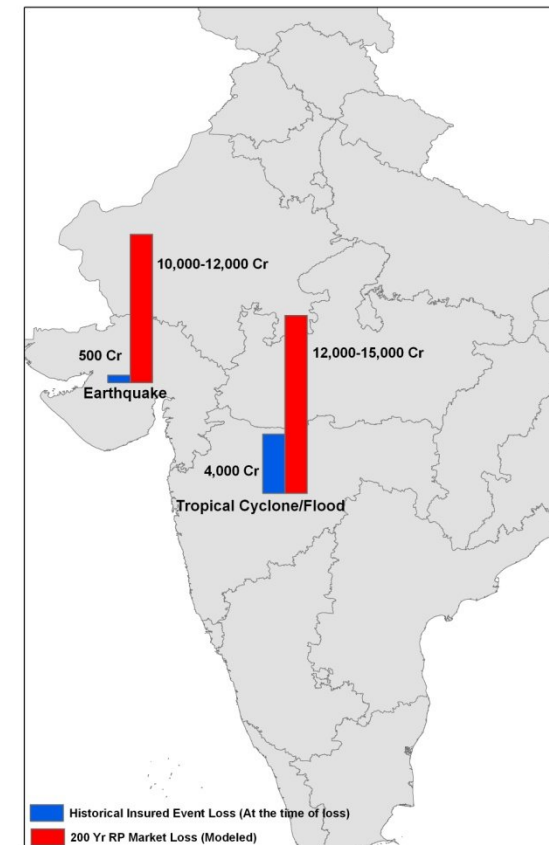 10,000-12,000 Cr
500 Cr
Earthquake
12,000-15,000 Cr
4,000 Cr
Tropical Cyclone/Flood
Historical Insured Event Loss (At the time of loss)
200 Yr RP Market Loss (Modeled)